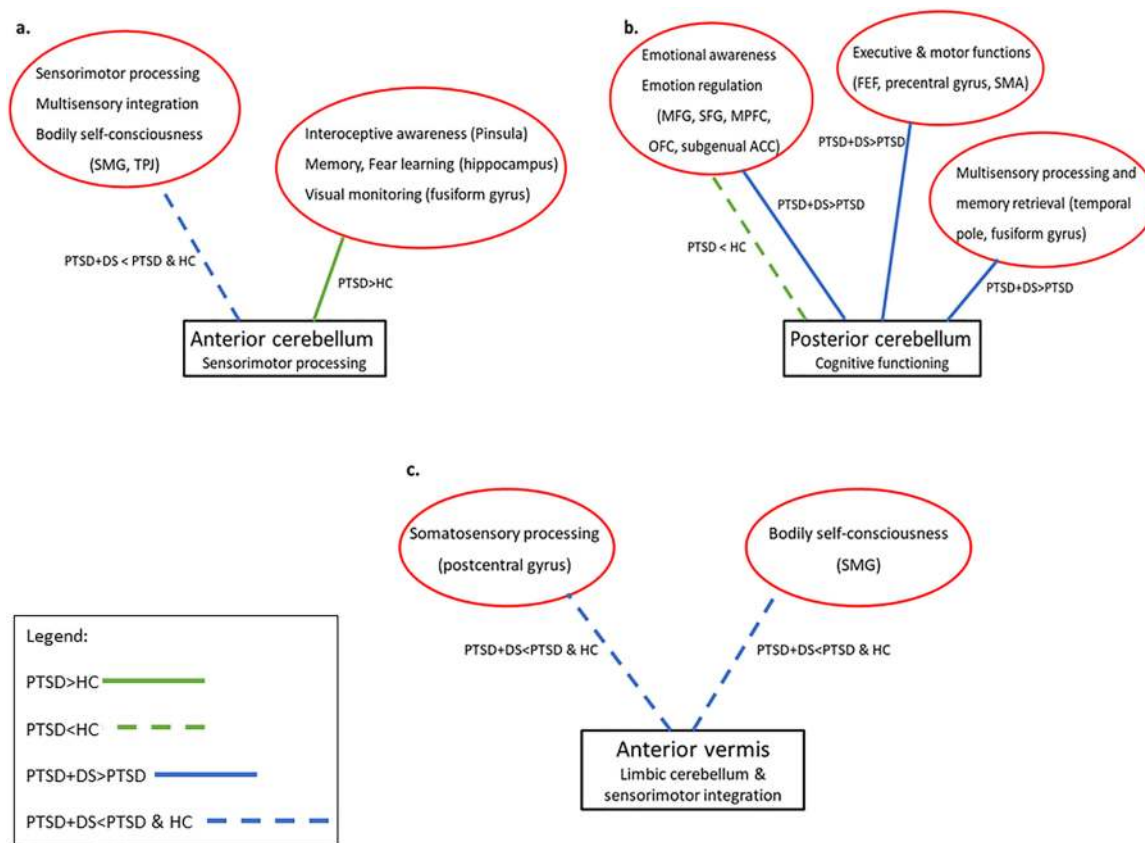 a.
Sensorimotor processing
Multisensory integration
Bodily self-consciousness
(SMG, TPJ)
Interoceptive awareness (Pinsula)
Memory, Fear learning (hippocampus)
Visual monitoring (fusiform gyrus)
PTSD+DS < PTSD & HC
PTSD>HC
Anterior cerebellum
Sensorimotor processing
b.
Emotional awareness
Emotion regulation
(MFG, SFG, MPFC,
OFC, subgenual ACC)
Executive & motor functions
(FEF, precentral gyrus, SMA)
Multisensory processing and
memory retrieval (temporal
pole, fusiform gyrus)
PTSD+DS>PTSD
PTSD+DS>PTSD
PTSD < HC
PTSD+DS>PTSD
Posterior cerebellum
Cognitive functioning
c.
Somatosensory processing
(postcentral gyrus)
Bodily self-consciousness
(SMG)
PTSD+DS<PTSD & HC
PTSD+DS<PTSD & HC
Anterior vermis
Limbic cerebellum &
sensorimotor integration
Legend:
PTSD>HC
PTSD<HC
PTSD+DS>PTSD
PTSD+DS<PTSD & HC